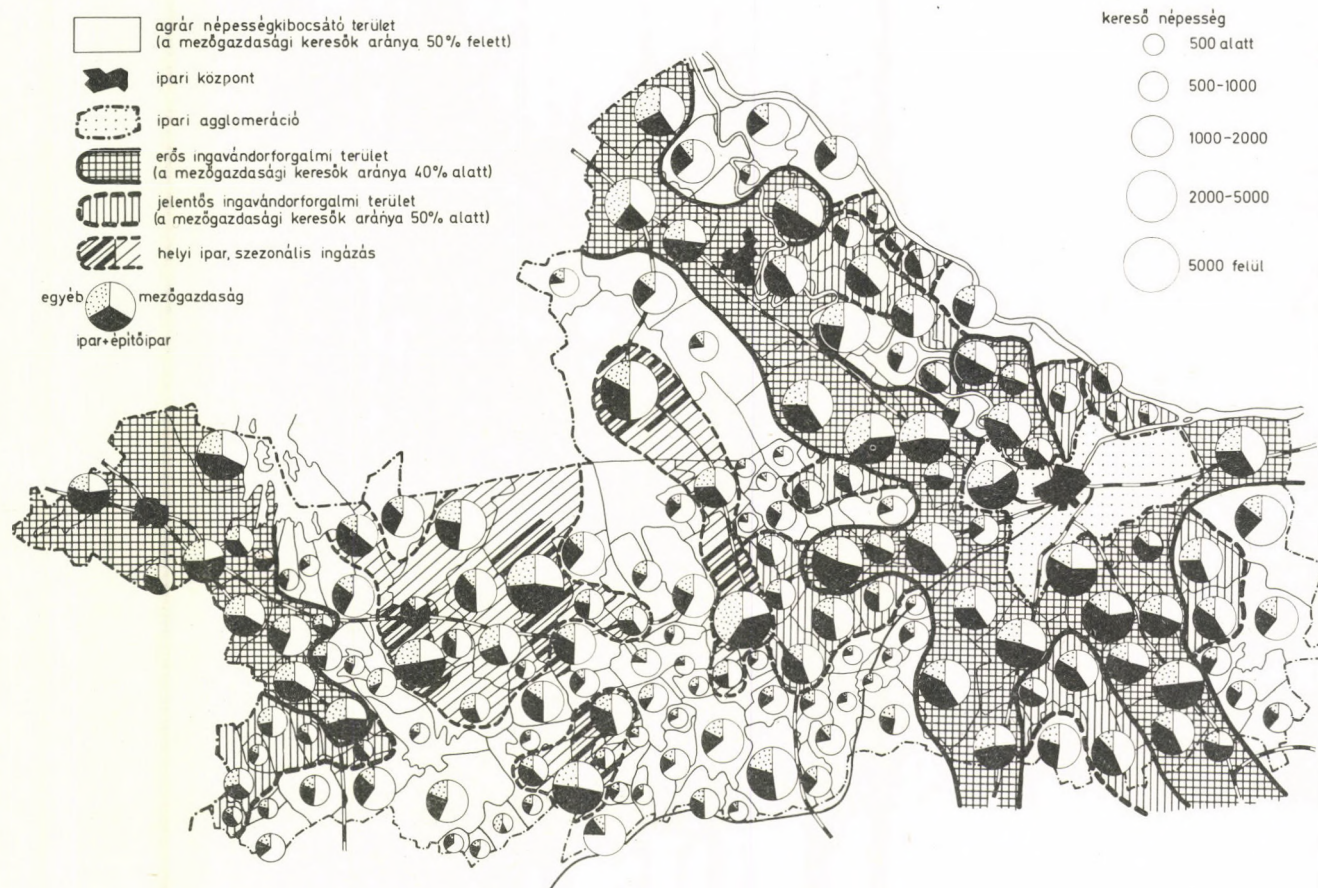 agrár népességkibocsátó terület
(a mezőgazdasági keresők aránya 50% felett)
ipari központ
ipari agglomeráció
erős ingavándorforgalmi terület
(a mezőgazdasági keresők aránya 40% alatt)
jelentős ingavándorforgalmi terület
(a mezőgazdasági keresők aránya 50% alatt)
helyi ipar, szezonális ingázás
egyéb
mezőgazdaság
ipar+építőipar
kereső népesség
500 alatt
500-1000
1000-2000
2000-5000
5000 felül